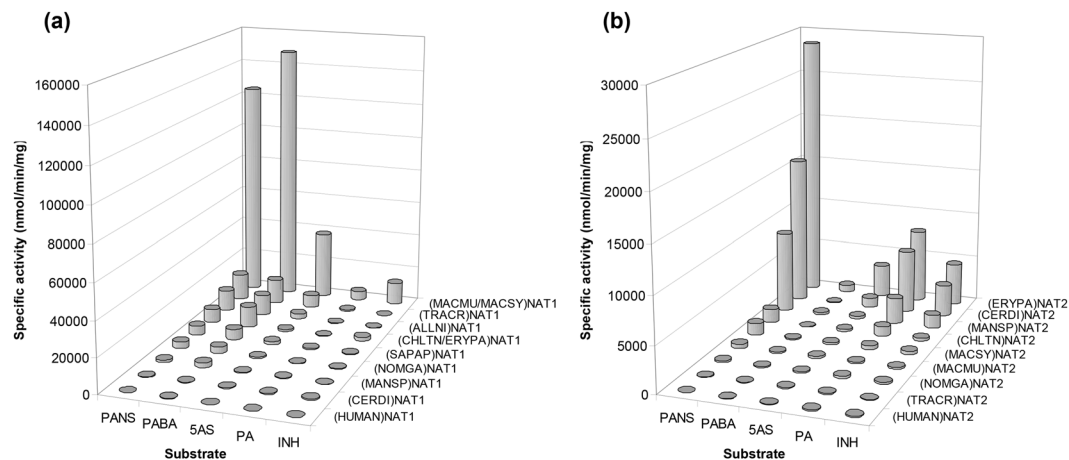 (a)
Specific activity (nmol/min/mg)
160000
140000
120000
100000
80000
60000
40000
20000
0
PANS
PABA
5AS
PA
INH
Substrate
(MACMU/MACSY)NAT1
(TRACR)NAT1
(ALLNI)NAT1
(CHLTN/ERYPA)NAT1
(SAPAP)NAT1
(NOMGA)NAT1
(MANSP)NAT1
(CERDI)NAT1
(HUMAN)NAT1
(b)
Specific activity (nmol/min/mg)
30000
25000
20000
15000
10000
5000
0
PANS
PABA
5AS
PA
INH
Substrate
(ERYPA)NAT2
(CERDI)NAT2
(MANSP)NAT2
(CHLTN)NAT2
(MACSY)NAT2
(MACMU)NAT2
(NOMGA)NAT2
(TRACR)NAT2
(HUMAN)NAT2